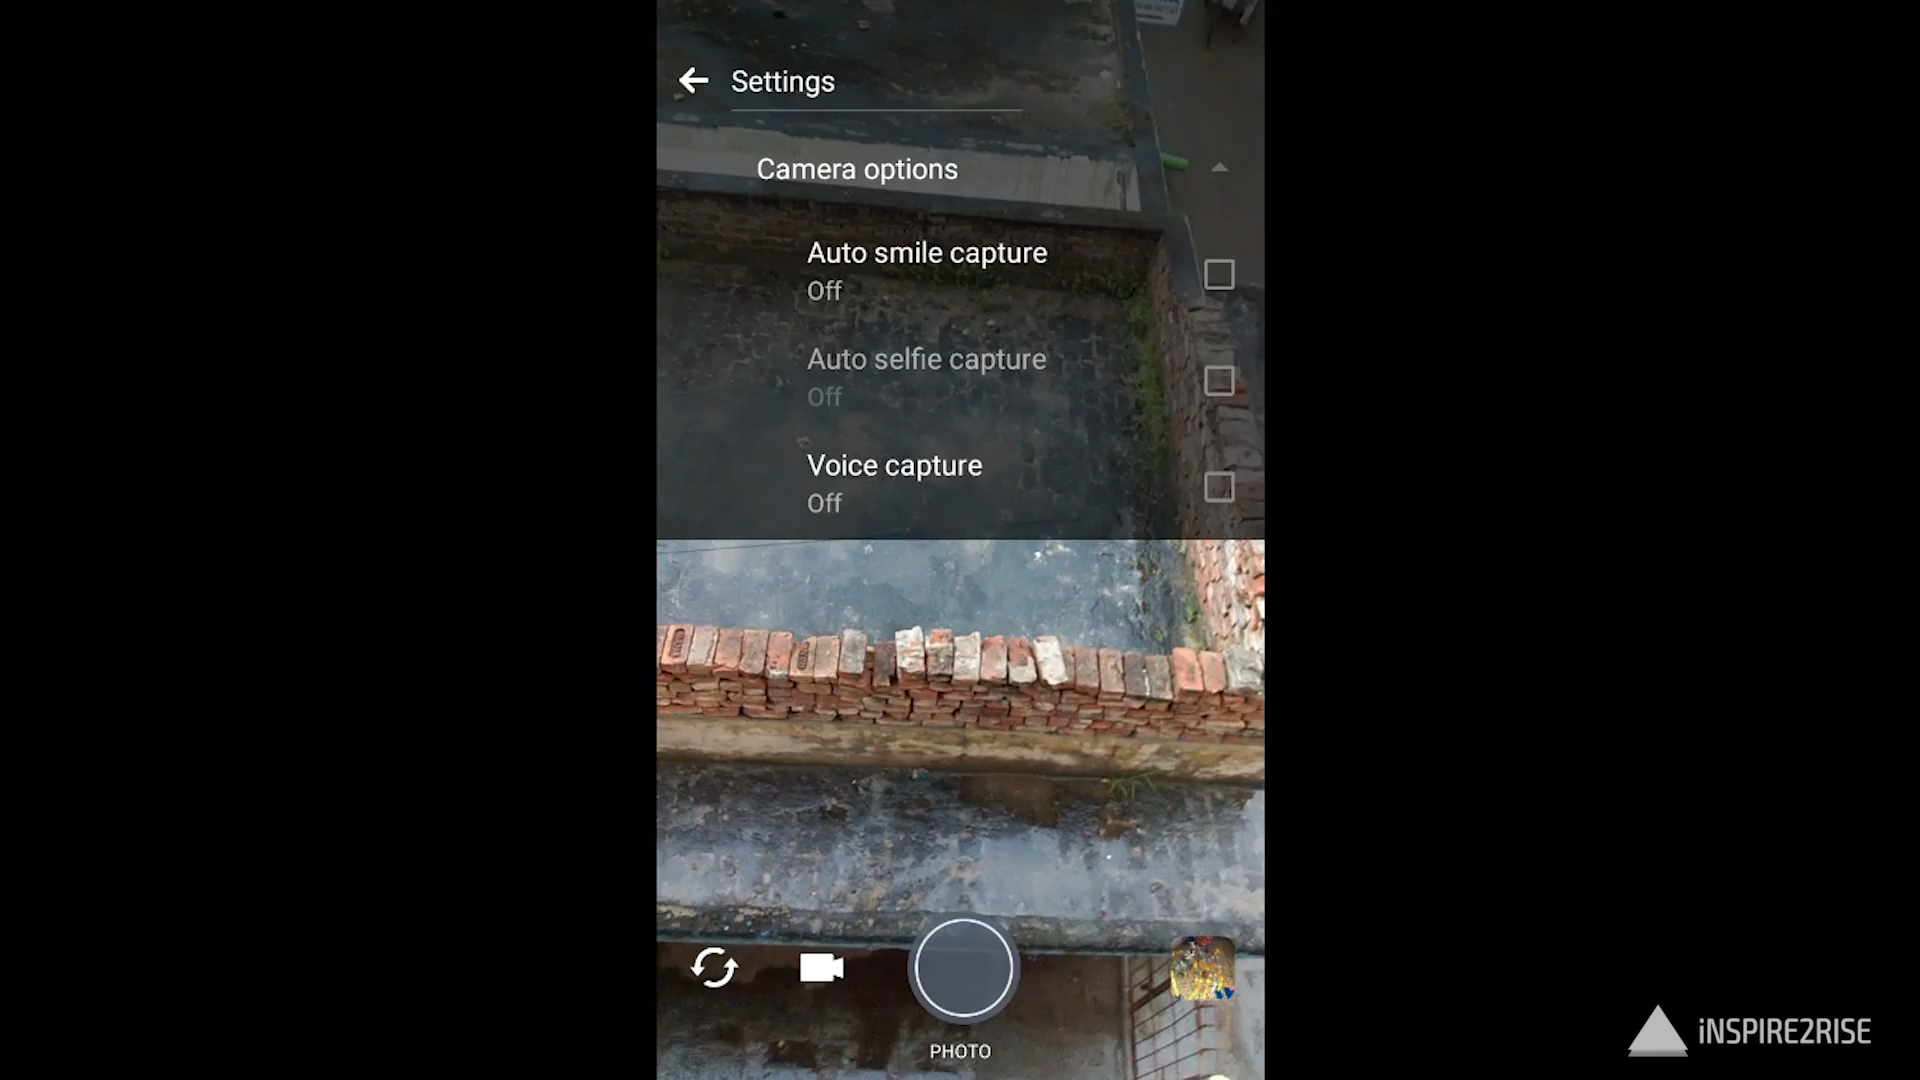 Settings
Camera options
Auto smile capture
Off
Auto selfie capture
Off
Voice capture
Off
PHOTO
iNSPIRE2RISE